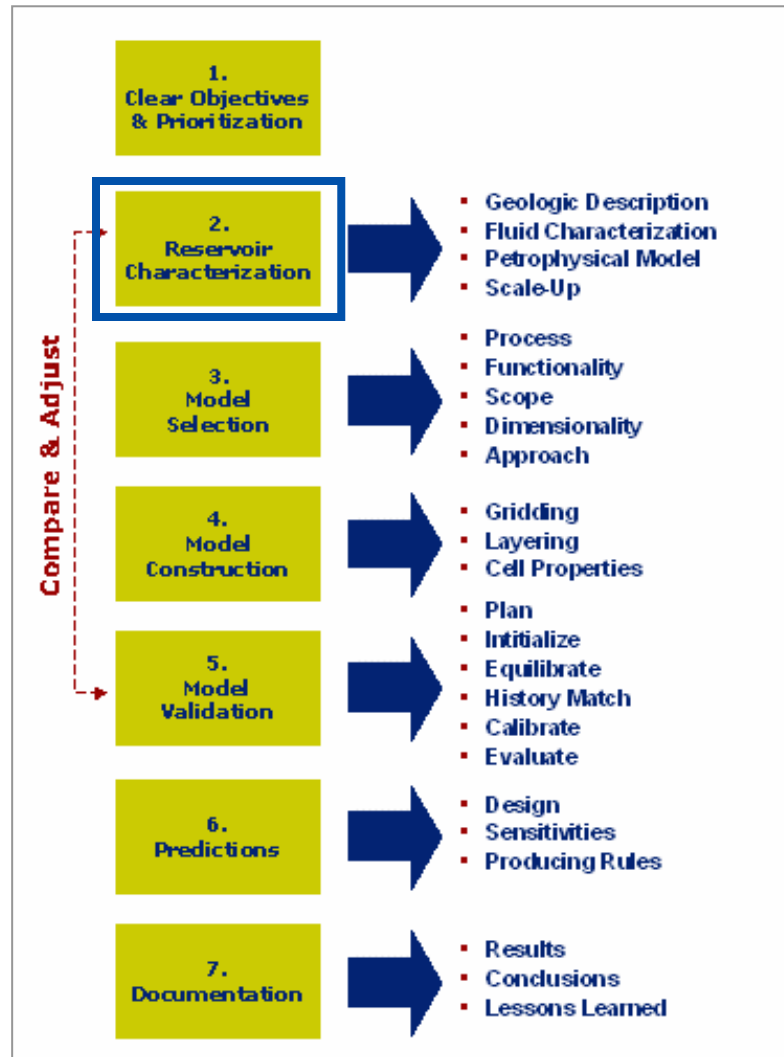 1.
Clear Objectives
& Prioritization
2.
Reservoir
Characterization
Geologic Description
Fluid Characterization
Petrophysical Model
Scale-Up
Compare & Adjust
3.
Model
Selection
Process
Functionality
Scope
Dimensionality
Approach
4.
Model
Construction
Gridding
Layering
Cell Properties
5.
Model
Validation
Plan
Intitialize
Equilibrate
History Match
Calibrate
Evaluate
6.
Predictions
Design
Sensitivities
Producing Rules
7.
Documentation
Results
Conclusions
Lessons Learned